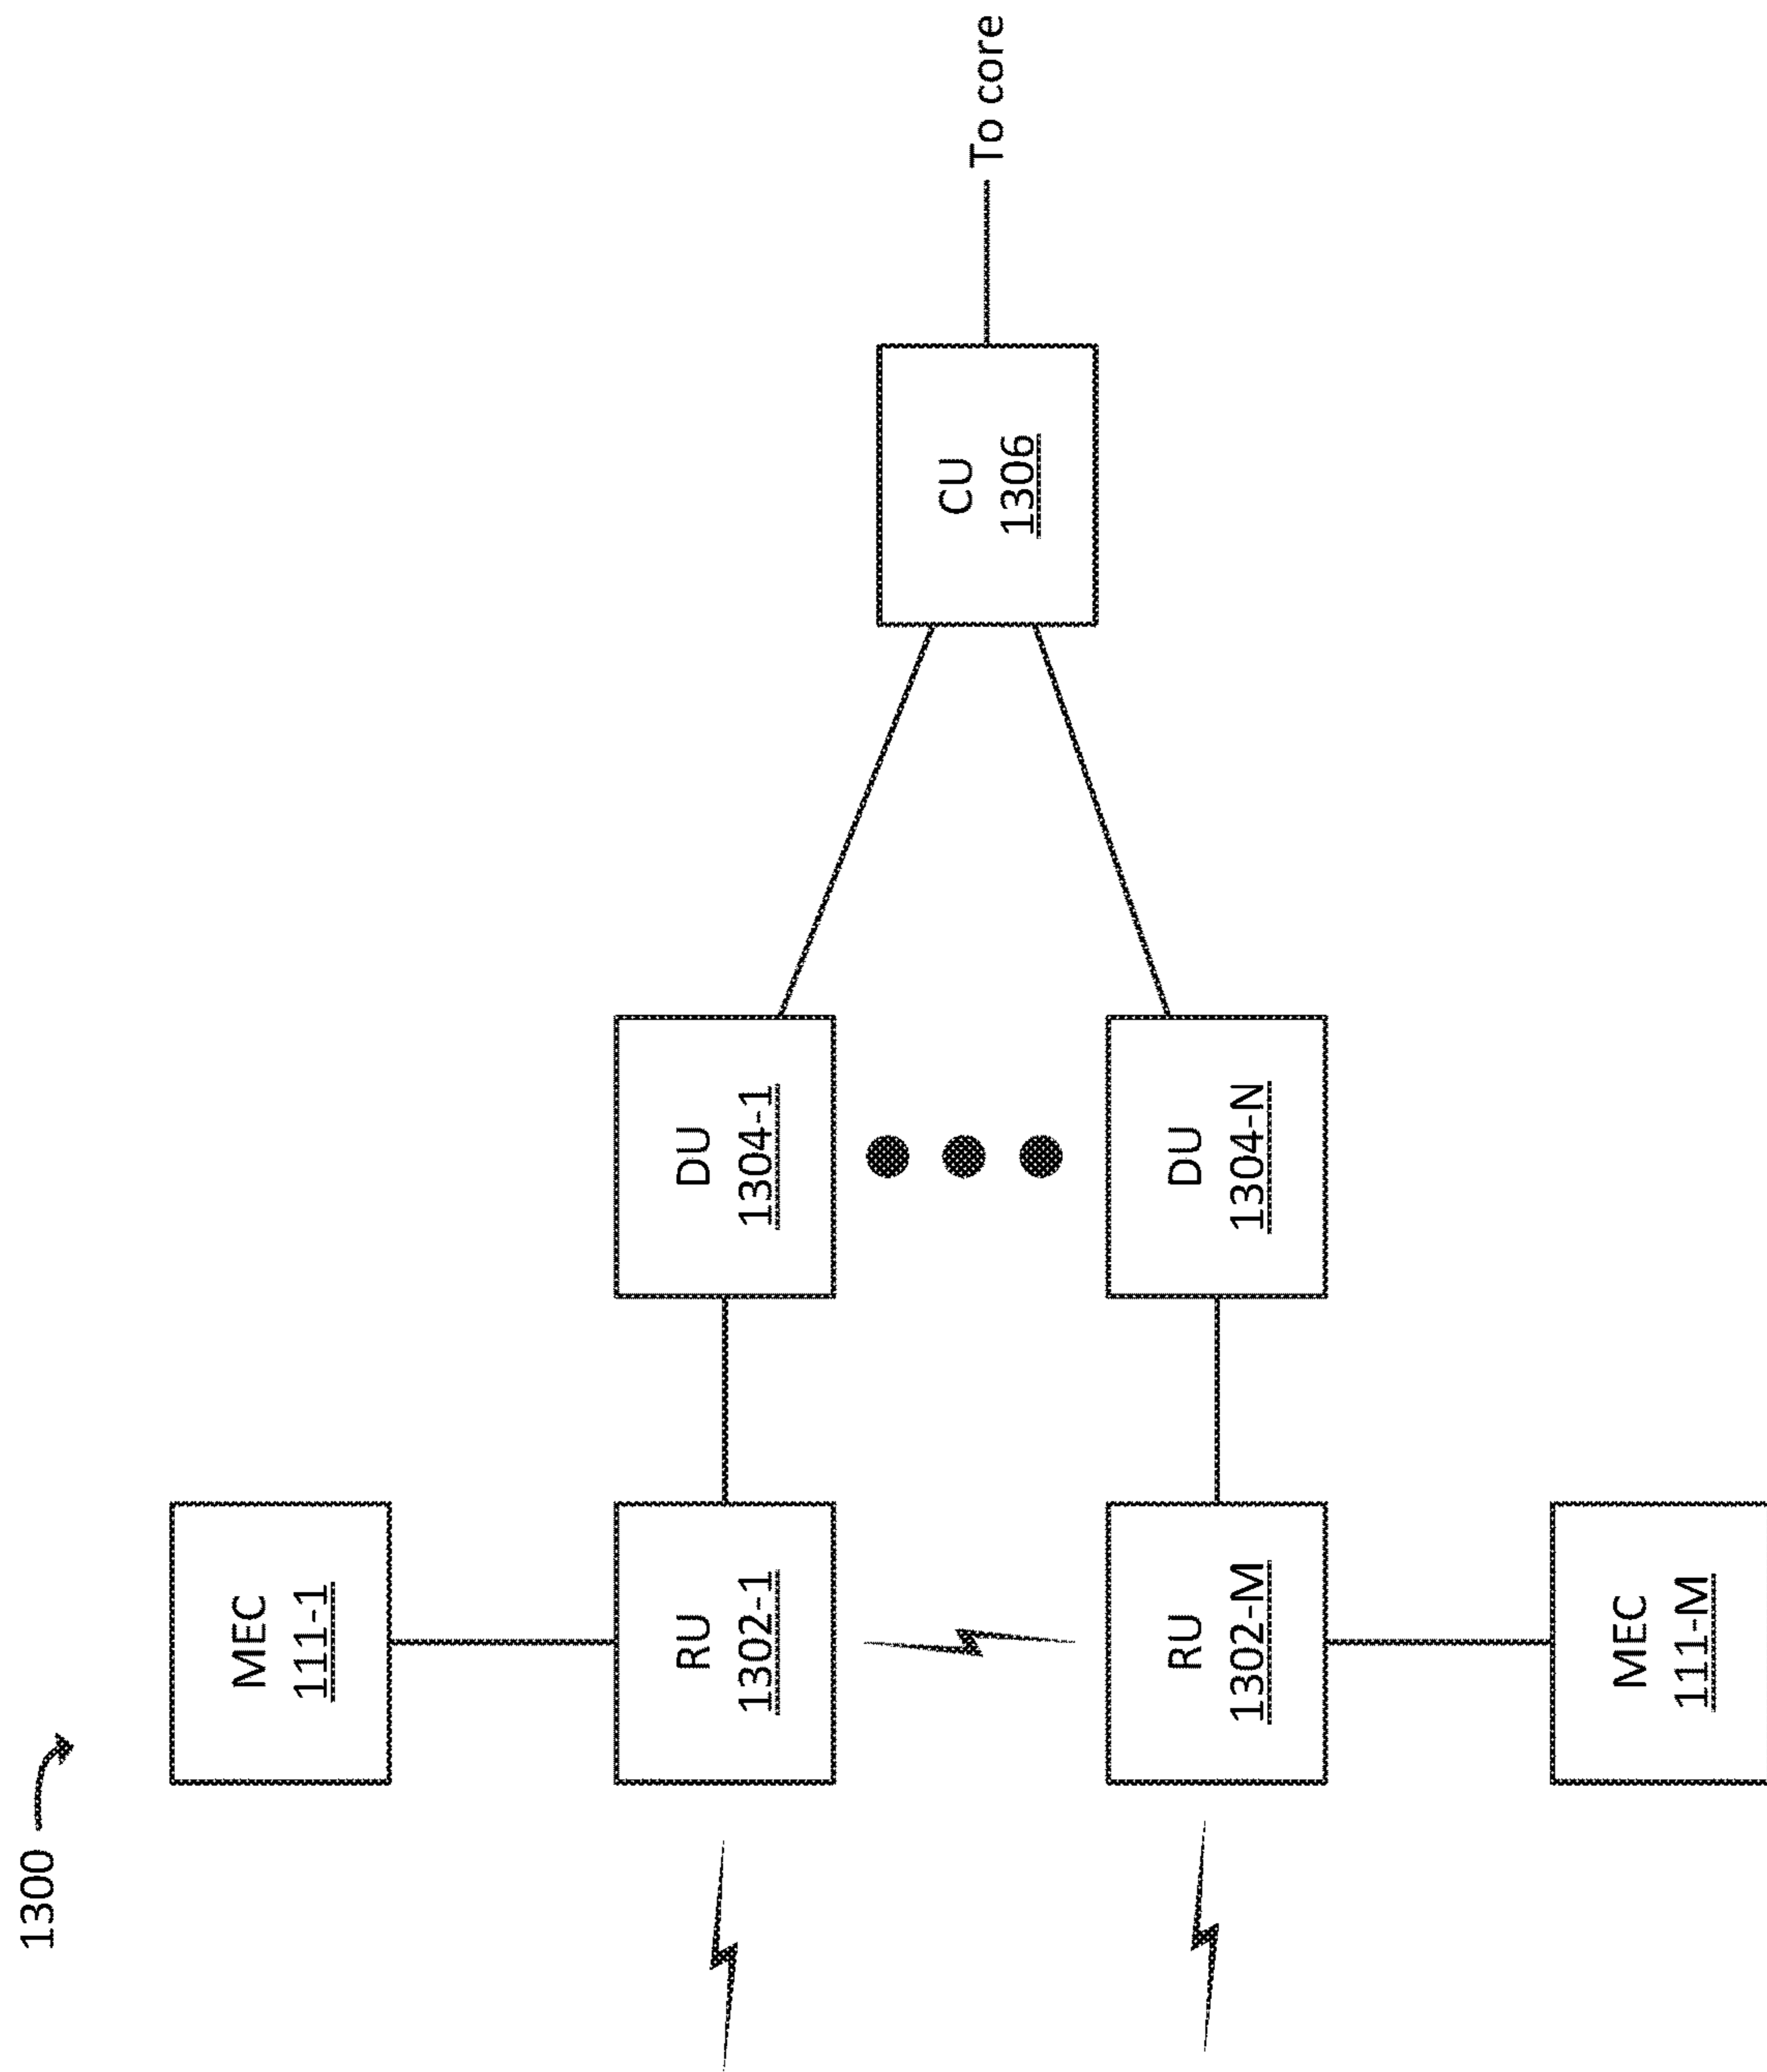 1300
MEC
111-1
RU
1302-1
DU
1304-1
CU
1306
To core
RU
1302-M
DU
1304-N
MEC
111-M